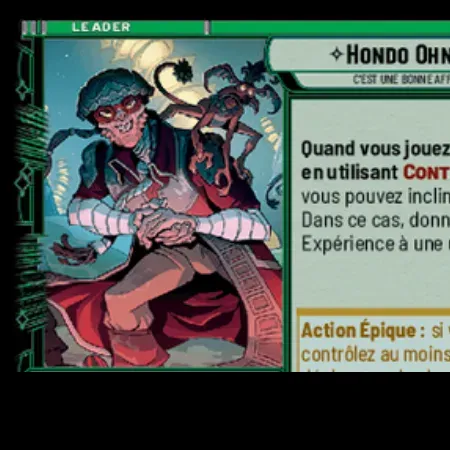 LEADER
HONDO OHN
C'EST UNE BONNE AFF
Quand vous jouez
en utilisant CONT
vous pouvez inclin
Dans ce cas, donn
Expérience à une
Action Épique : si
contrôlez au moins